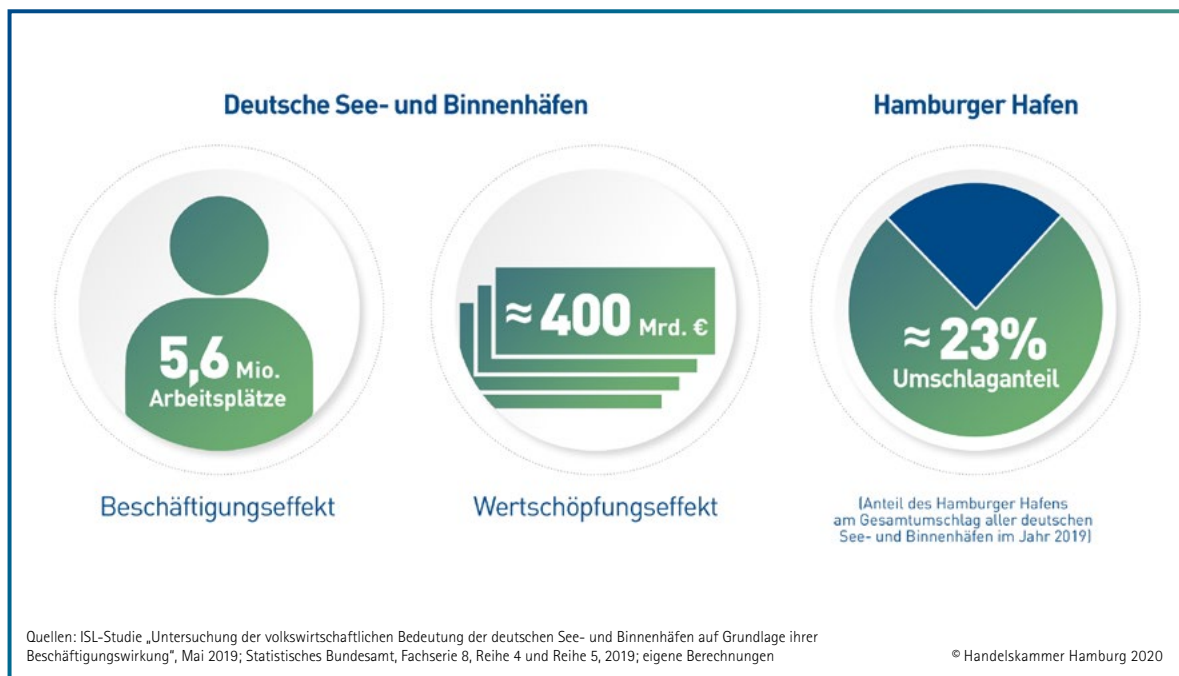 Deutsche See- und Binnenhäfen
Hamburger Hafen
5,6 Mio.
Arbeitsplätze
≈ 400 Mrd. €
≈ 23%
Umschlaganteil
Beschäftigungseffekt
Wertschöpfungseffekt
(Anteil des Hamburger Hafens
am Gesamtumschlag aller deutschen
See- und Binnenhäfen im Jahr 2019)
Quellen: ISL-Studie „Untersuchung der volkswirtschaftlichen Bedeutung der deutschen See- und Binnenhäfen auf Grundlage ihrer
Beschäftigungswirkung“, Mai 2019; Statistisches Bundesamt, Fachserie 8, Reihe 4 und Reihe 5, 2019; eigene Berechnungen
© Handelskammer Hamburg 2020